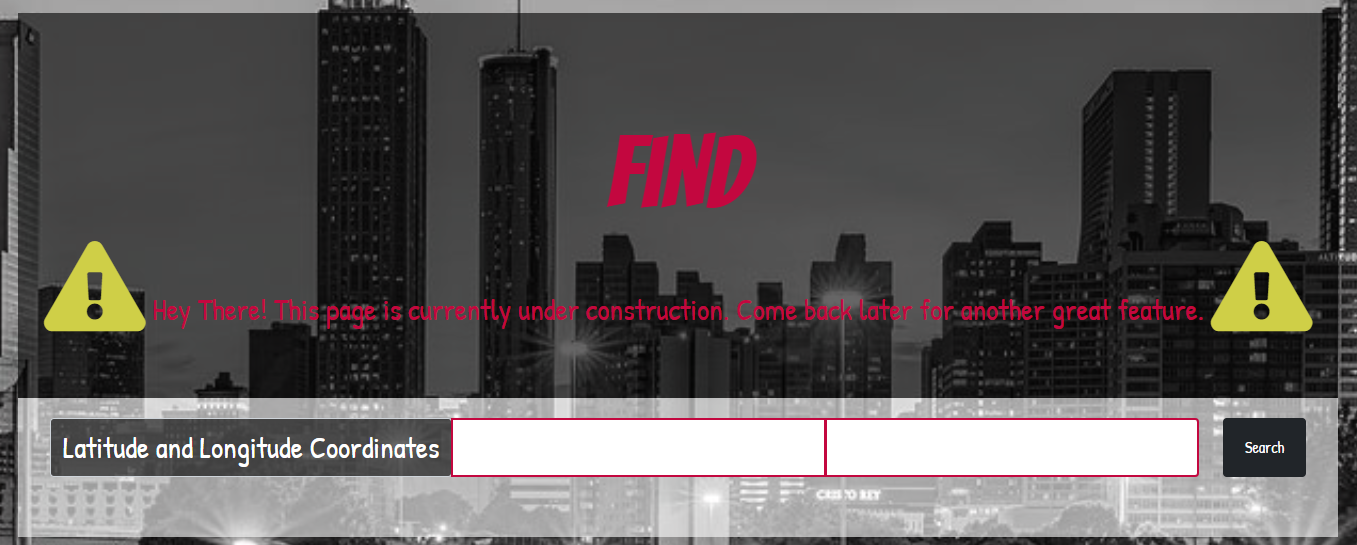 FIND
Hey There! This page is currently under construction. Come back later for another great feature.
Latitude and Longitude Coordinates
Search
CRISTO REY